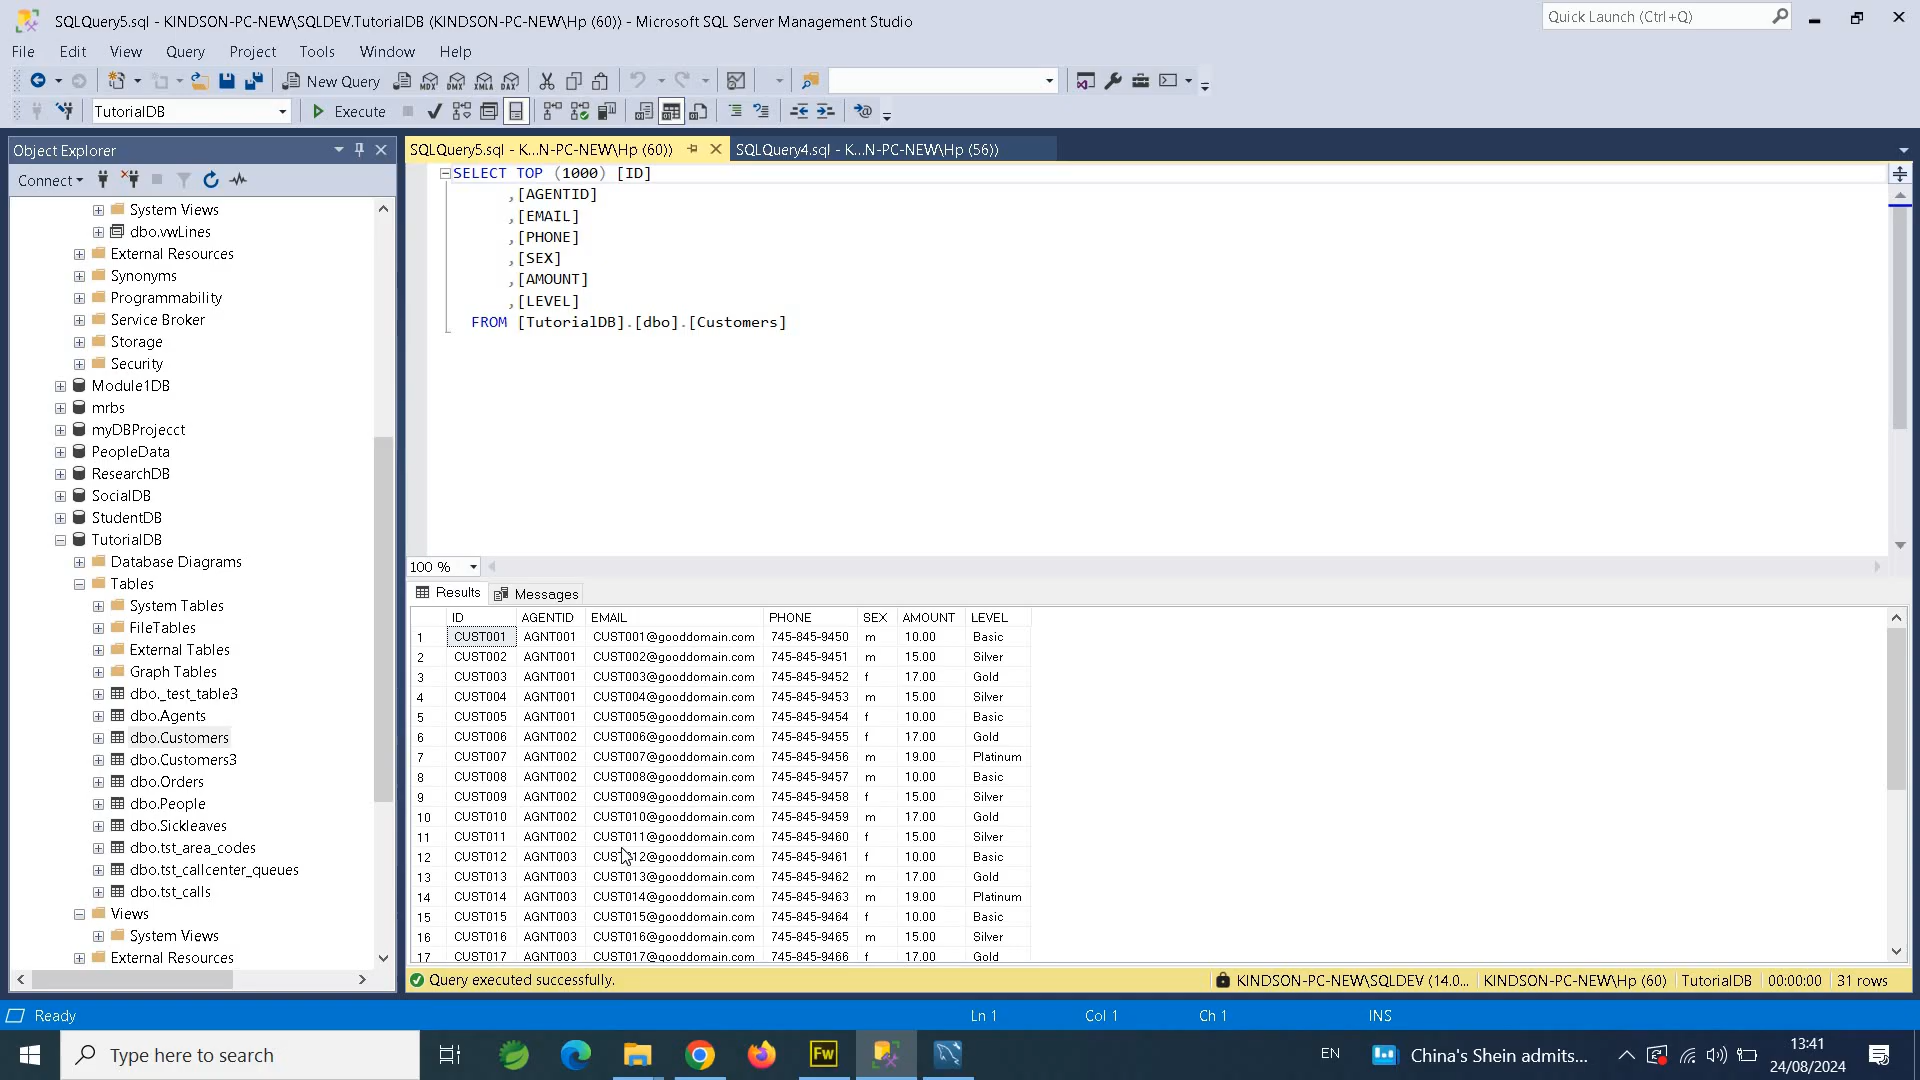 SQLQuery5.sql - KINDSON-PC-NEW\SQLDEV.TutorialDB (KINDSON-PC-NEW\Hp (60)) - Microsoft SQL Server Management Studio
Quick Launch (Ctrl+Q)
File Edit View Query Project Tools Window Help
New Query MDX DMX XMLA DAX
TutorialDB Execute
Object Explorer
Connect
System Views
dbo.vwLines
External Resources
Synonyms
Programmability
Service Broker
Storage
Security
Module1DB
mrbs
myDBProjecct
PeopleData
ResearchDB
SocialDB
StudentDB
TutorialDB
Database Diagrams
Tables
System Tables
FileTables
External Tables
Graph Tables
dbo._test_table3
dbo.Agents
dbo.Customers
dbo.Customers3
dbo.Orders
dbo.People
dbo.Sickleaves
dbo.tst_area_codes
dbo.tst_callcenter_queues
dbo.tst_calls
Views
System Views
External Resources
SQLQuery5.sql - K...N-PC-NEW\Hp (60)) SQLQuery4.sql - K...N-PC-NEW\Hp (56))
SELECT TOP (1000) [ID]
,[AGENTID]
,[EMAIL]
,[PHONE]
,[SEX]
,[AMOUNT]
,[LEVEL]
FROM [TutorialDB].[dbo].[Customers]
100 %
Results Messages
ID AGENTID EMAIL PHONE SEX AMOUNT LEVEL
1 CUST001 AGNT001 CUST001@gooddomain.com 745-845-9450 m 10.00 Basic
2 CUST002 AGNT001 CUST002@gooddomain.com 745-845-9451 m 15.00 Silver
3 CUST003 AGNT001 CUST003@gooddomain.com 745-845-9452 f 17.00 Gold
4 CUST004 AGNT001 CUST004@gooddomain.com 745-845-9453 m 15.00 Silver
5 CUST005 AGNT001 CUST005@gooddomain.com 745-845-9454 f 10.00 Basic
6 CUST006 AGNT002 CUST006@gooddomain.com 745-845-9455 f 17.00 Gold
7 CUST007 AGNT002 CUST007@gooddomain.com 745-845-9456 m 19.00 Platinum
8 CUST008 AGNT002 CUST008@gooddomain.com 745-845-9457 m 10.00 Basic
9 CUST009 AGNT002 CUST009@gooddomain.com 745-845-9458 f 15.00 Silver
10 CUST010 AGNT002 CUST010@gooddomain.com 745-845-9459 m 17.00 Gold
11 CUST011 AGNT002 CUST011@gooddomain.com 745-845-9460 f 15.00 Silver
12 CUST012 AGNT003 CUST012@gooddomain.com 745-845-9461 f 10.00 Basic
13 CUST013 AGNT003 CUST013@gooddomain.com 745-845-9462 m 17.00 Gold
14 CUST014 AGNT003 CUST014@gooddomain.com 745-845-9463 m 19.00 Platinum
15 CUST015 AGNT003 CUST015@gooddomain.com 745-845-9464 f 10.00 Basic
16 CUST016 AGNT003 CUST016@gooddomain.com 745-845-9465 m 15.00 Silver
17 CUST017 AGNT003 CUST017@gooddomain.com 745-845-9466 f 17.00 Gold
Query executed successfully. KINDSON-PC-NEW\SQLDEV (14.0... KINDSON-PC-NEW\Hp (60) TutorialDB 00:00:00 31 rows
Ready Ln 1 Col 1 Ch 1 INS
Type here to search Fw EN China's Shein admits... 13:41
24/08/2024